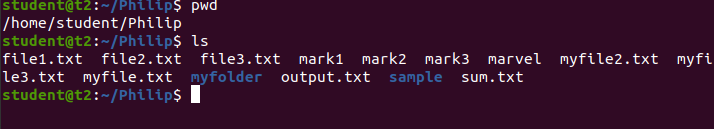 student@t2:~/Philip$ pwd
/home/student/Philip
student@t2:~/Philip$ ls
file1.txt  file2.txt  file3.txt  mark1  mark2  mark3  marvel  myfile2.txt  myfi
le3.txt  myfile.txt  myfolder  output.txt  sample  sum.txt
student@t2:~/Philip$